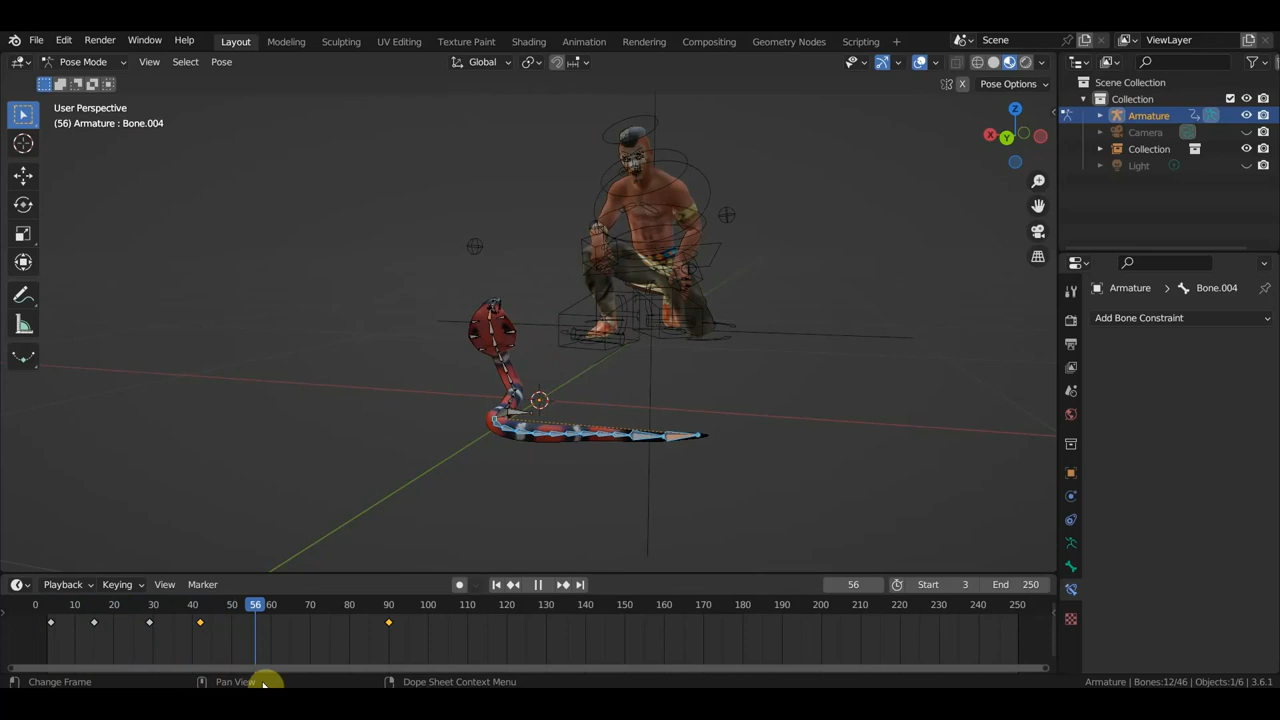 File Edit Render Window Help Layout Modeling Sculpting UV Editing Texture Paint Shading Animation Rendering Compositing Geometry Nodes Scripting + Scene ViewLayer
Pose Mode View Select Pose Global
X Pose Options
User Perspective
(56) Armature : Bone.004
Z
X
Y
Scene Collection
Collection
Armature
Camera
Collection
Light
Armature > Bone.004
Add Bone Constraint
Playback Keying View Marker 56 Start 3 End 250
0 10 20 30 40 50 56 60 70 80 90 100 110 120 130 140 150 160 170 180 190 200 210 220 230 240 250
Change Frame Pan View Dope Sheet Context Menu Armature | Bones:12/46 | Objects:1/6 | 3.6.1